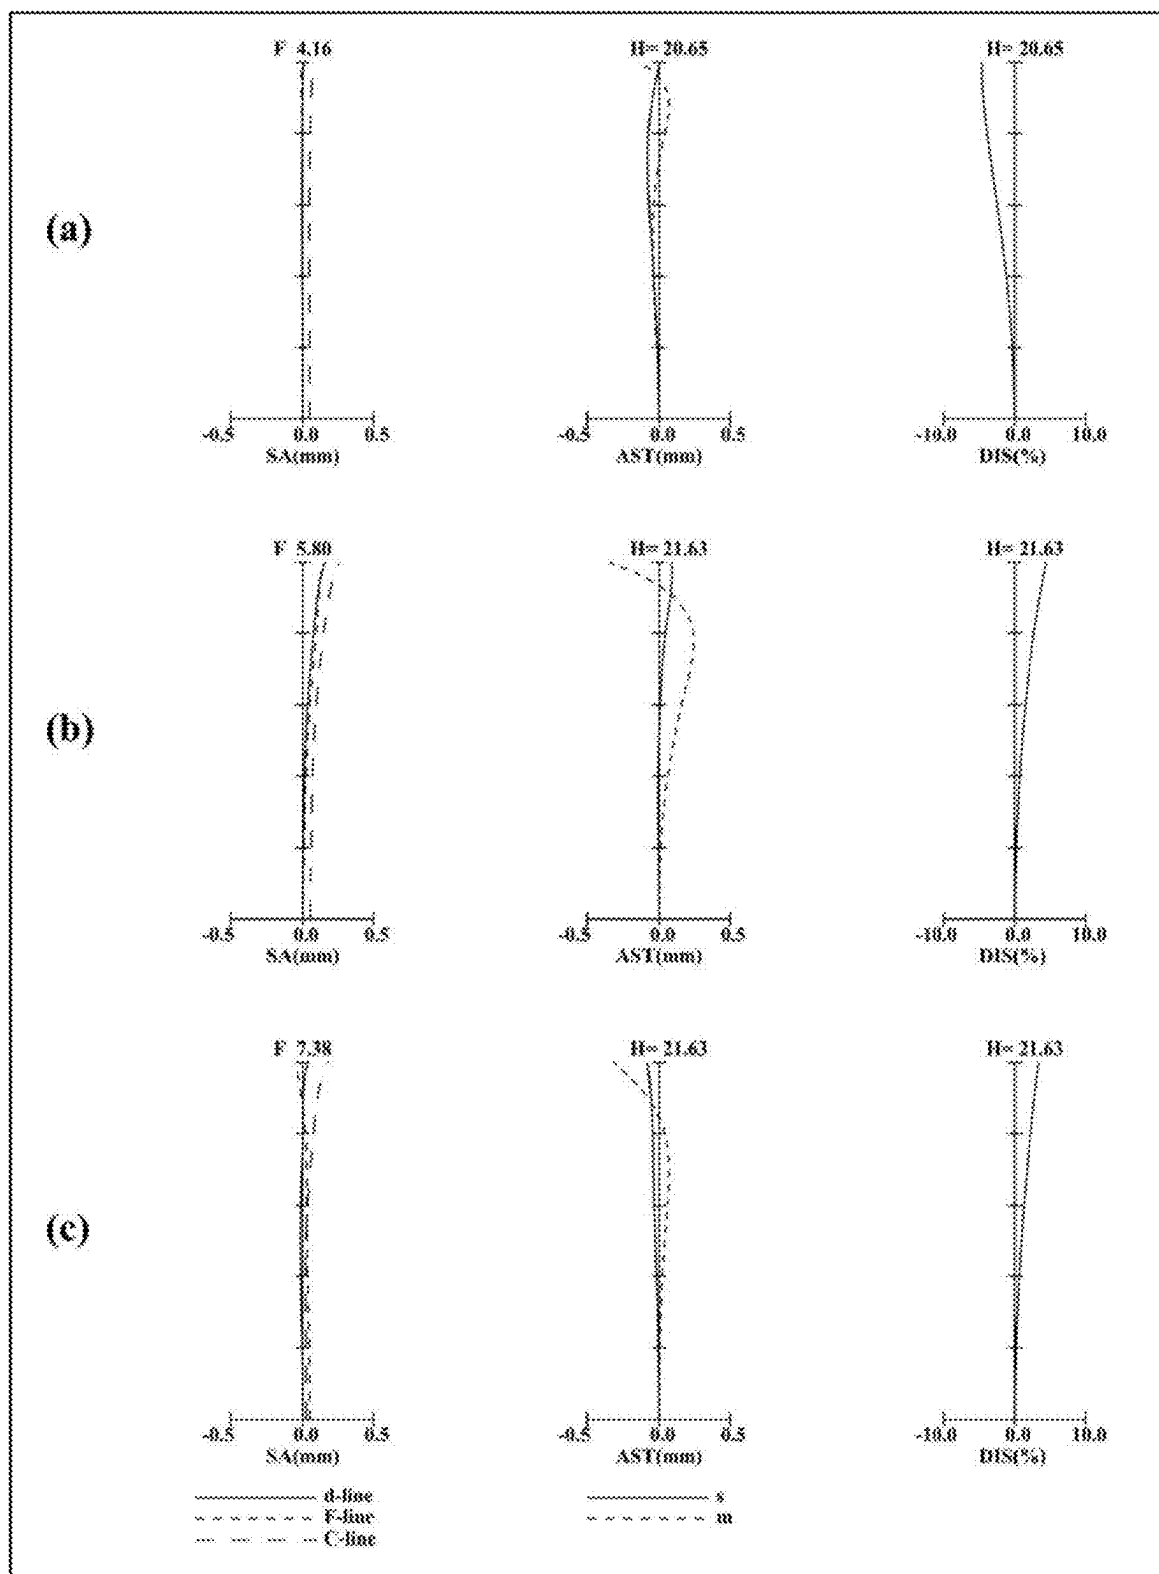 F 4.16 H= 20.65 H= 20.65
(a)
-0.5 0.0 0.5 -0.5 0.0 0.5 -10.0 0.0 10.0
SA(mm) AST(mm) DIS(%)
F 5.80 H= 21.63 H= 21.63
(b)
-0.5 0.0 0.5 -0.5 0.0 0.5 -10.0 0.0 10.0
SA(mm) AST(mm) DIS(%)
F 7.38 H= 21.63 H= 21.63
(c)
-0.5 0.0 0.5 -0.5 0.0 0.5 -10.0 0.0 10.0
SA(mm) AST(mm) DIS(%)
d-line s
F-line m
C-line